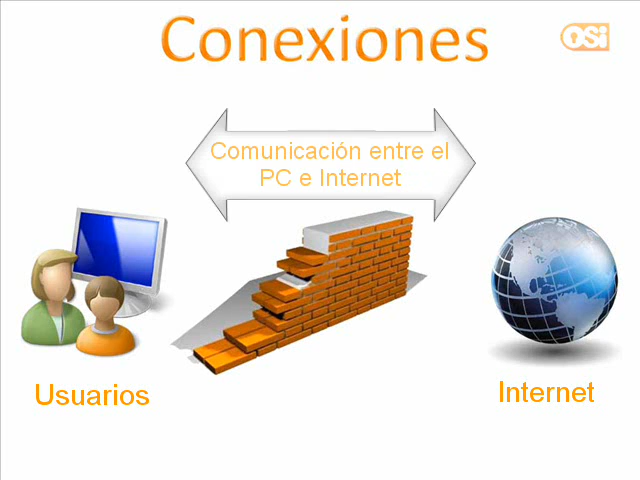 Conexiones
OSi
Comunicación entre el
PC e Internet
Usuarios
Internet